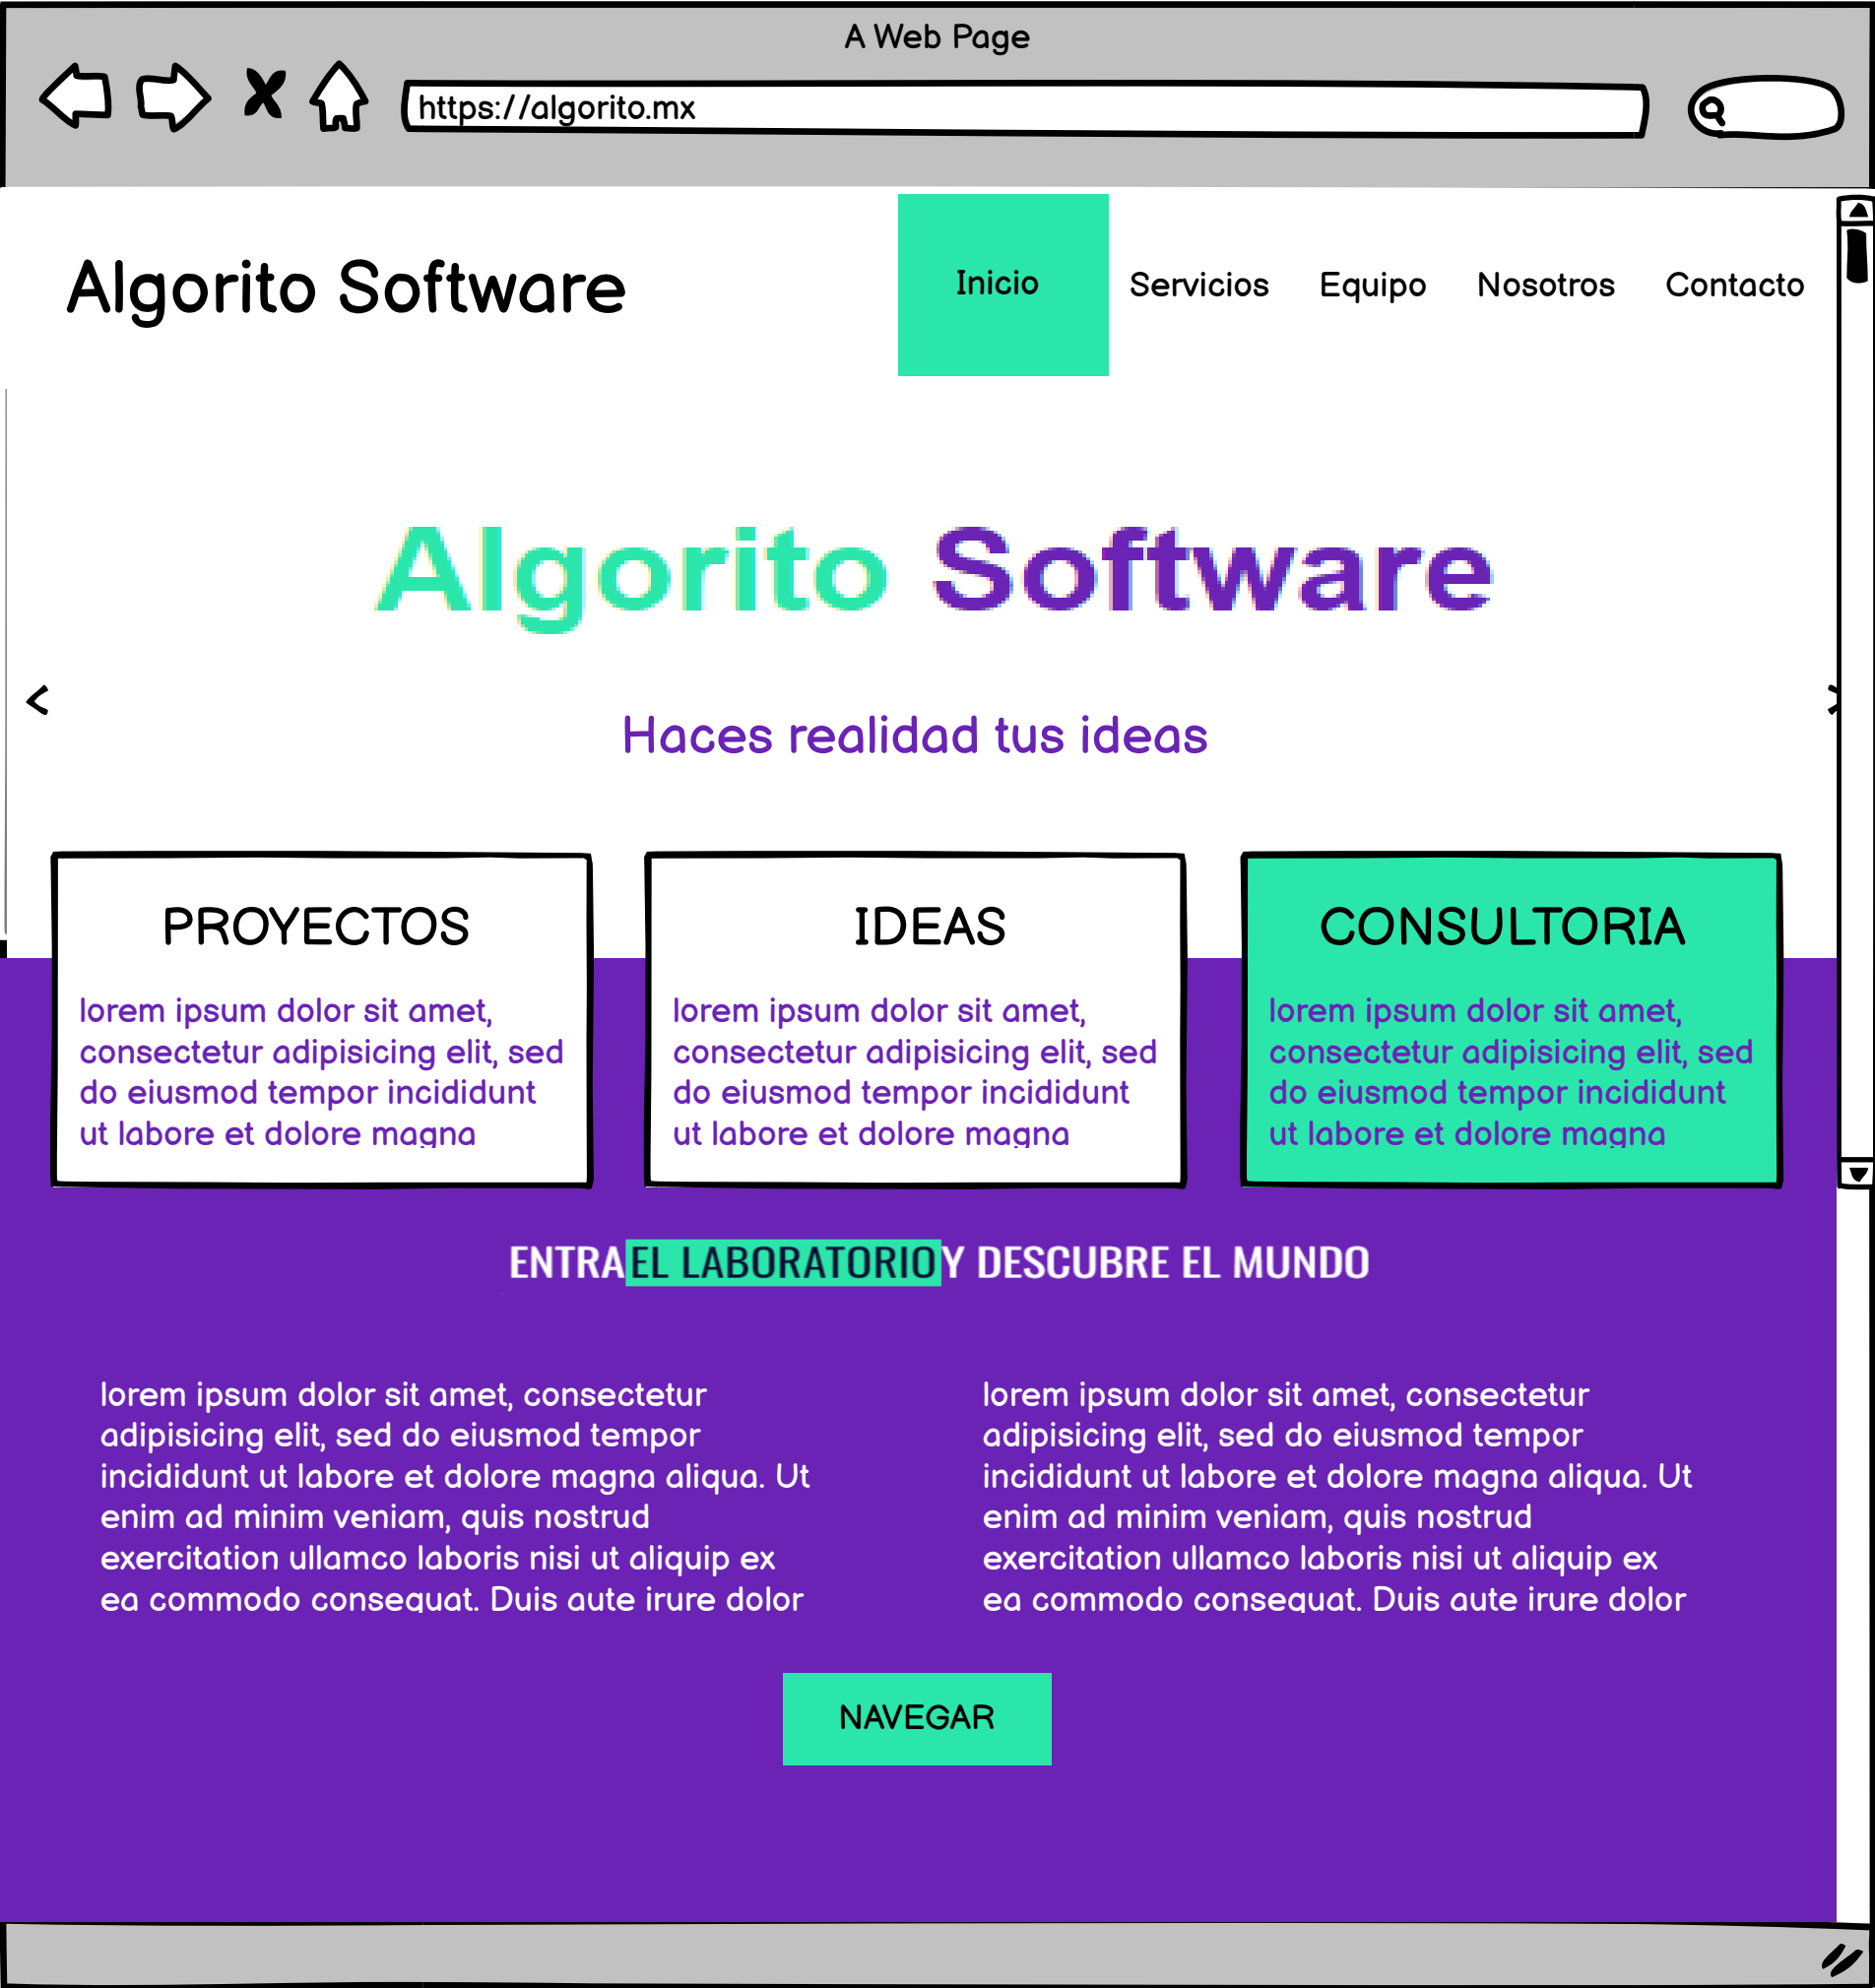 A Web Page
https://algorito.mx
Algorito Software
Inicio
Servicios
Equipo
Nosotros
Contacto
Algorito Software
Haces realidad tus ideas
PROYECTOS
lorem ipsum dolor sit amet,
consectetur adipisicing elit, sed
do eiusmod tempor incididunt
ut labore et dolore magna
IDEAS
lorem ipsum dolor sit amet,
consectetur adipisicing elit, sed
do eiusmod tempor incididunt
ut labore et dolore magna
CONSULTORIA
lorem ipsum dolor sit amet,
consectetur adipisicing elit, sed
do eiusmod tempor incididunt
ut labore et dolore magna
ENTRA EL LABORATORIO Y DESCUBRE EL MUNDO
lorem ipsum dolor sit amet, consectetur
adipisicing elit, sed do eiusmod tempor
incididunt ut labore et dolore magna aliqua. Ut
enim ad minim veniam, quis nostrud
exercitation ullamco laboris nisi ut aliquip ex
ea commodo consequat. Duis aute irure dolor
lorem ipsum dolor sit amet, consectetur
adipisicing elit, sed do eiusmod tempor
incididunt ut labore et dolore magna aliqua. Ut
enim ad minim veniam, quis nostrud
exercitation ullamco laboris nisi ut aliquip ex
ea commodo consequat. Duis aute irure dolor
NAVEGAR